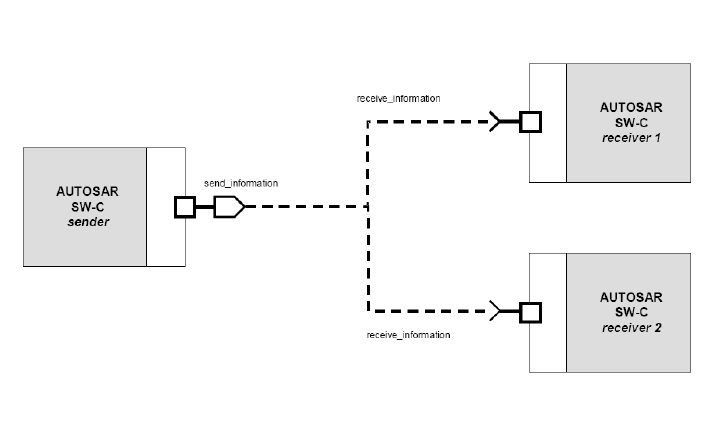 receive_information
AUTOSAR
SW-C
receiver 1
AUTOSAR
SW-C
sender
send_information
AUTOSAR
SW-C
receiver 2
receive_information